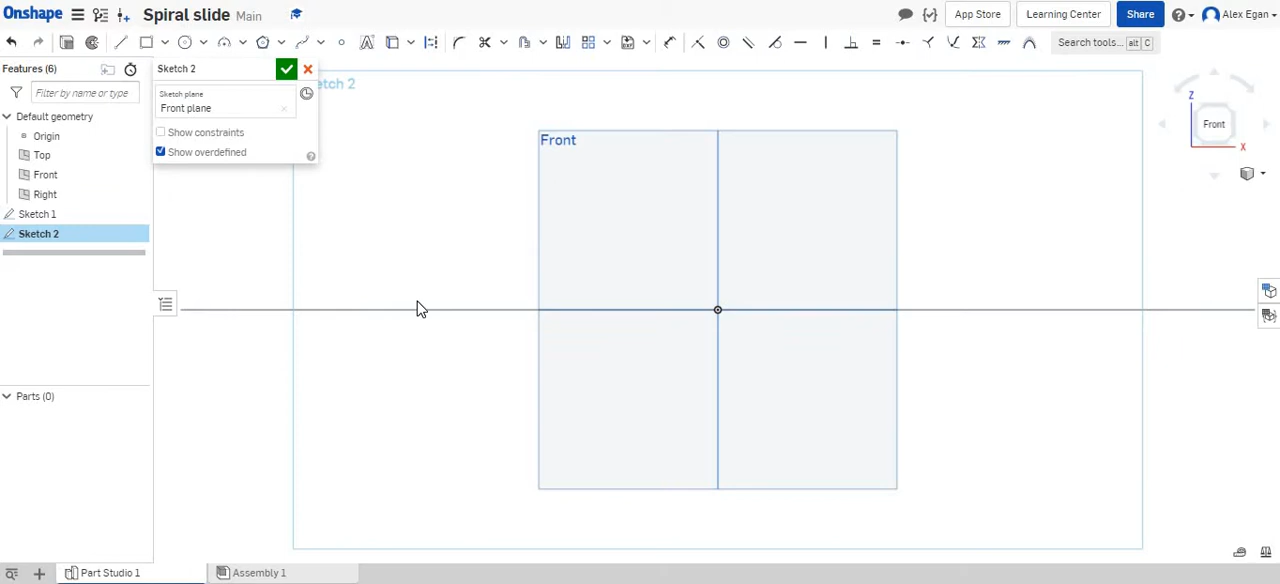 Onshape Spiral slide Main App Store Learning Center Share Alex Egan
Search tools... alt C
Features (6)
Filter by name or type
Default geometry
Origin
Top
Front
Right
Sketch 1
Sketch 2
Parts (0)
Sketch 2
Sketch plane
Front plane
Show constraints
Show overdefined
etch 2
Front
Z
Front
X
Part Studio 1
Assembly 1